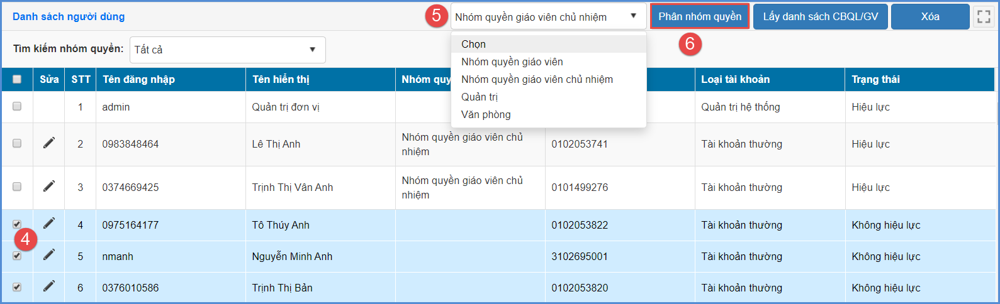 Danh sách người dùng
5
Nhóm quyền giáo viên chủ nhiệm
Phân nhóm quyền
Lấy danh sách CBQL/GV
Xóa
6
Tìm kiếm nhóm quyền:
Tất cả
Chọn
Nhóm quyền giáo viên
Nhóm quyền giáo viên chủ nhiệm
Quản trị
Văn phòng
Sửa STT Tên đăng nhập Tên hiển thị Nhóm quy Loại tài khoản Trạng thái
1 admin Quản trị đơn vị Quản trị hệ thống Hiệu lực
2 0983848464 Lê Thị Anh Nhóm quyền giáo viên chủ
nhiệm 0102053741 Tài khoản thường Hiệu lực
3 0374669425 Trịnh Thị Vân Anh Nhóm quyền giáo viên chủ
nhiệm 0101499276 Tài khoản thường Hiệu lực
4 0975164177 Tô Thúy Anh 0102053822 Tài khoản thường Không hiệu lực
4
5 nmanh Nguyễn Minh Anh 3102695001 Tài khoản thường Không hiệu lực
6 0376010586 Trịnh Thị Bản 0102053820 Tài khoản thường Không hiệu lực